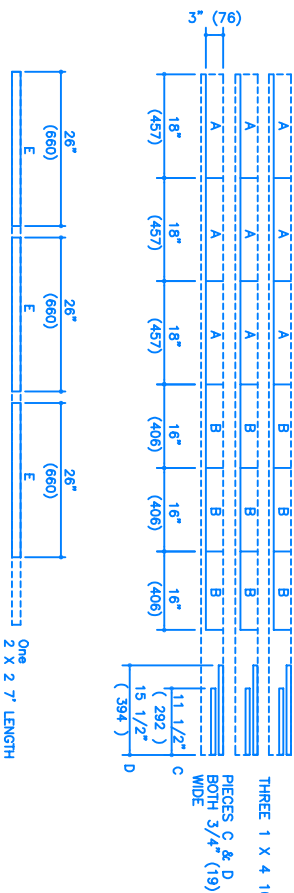 3" (76)
A A A B B B
A A A B B B
A A A B B B
18"
(457)
18"
(457)
18"
(457)
16"
(406)
16"
(406)
16"
(406)
11 1/2"
( 292 )
15 1/2"
( 394 )
C
D
THREE 1 X 4
PIECES C & D
BOTH 3/4" (19)
WIDE
26"
(660)
E
26"
(660)
E
26"
(660)
E
One
2 X 2 7' LENGTH